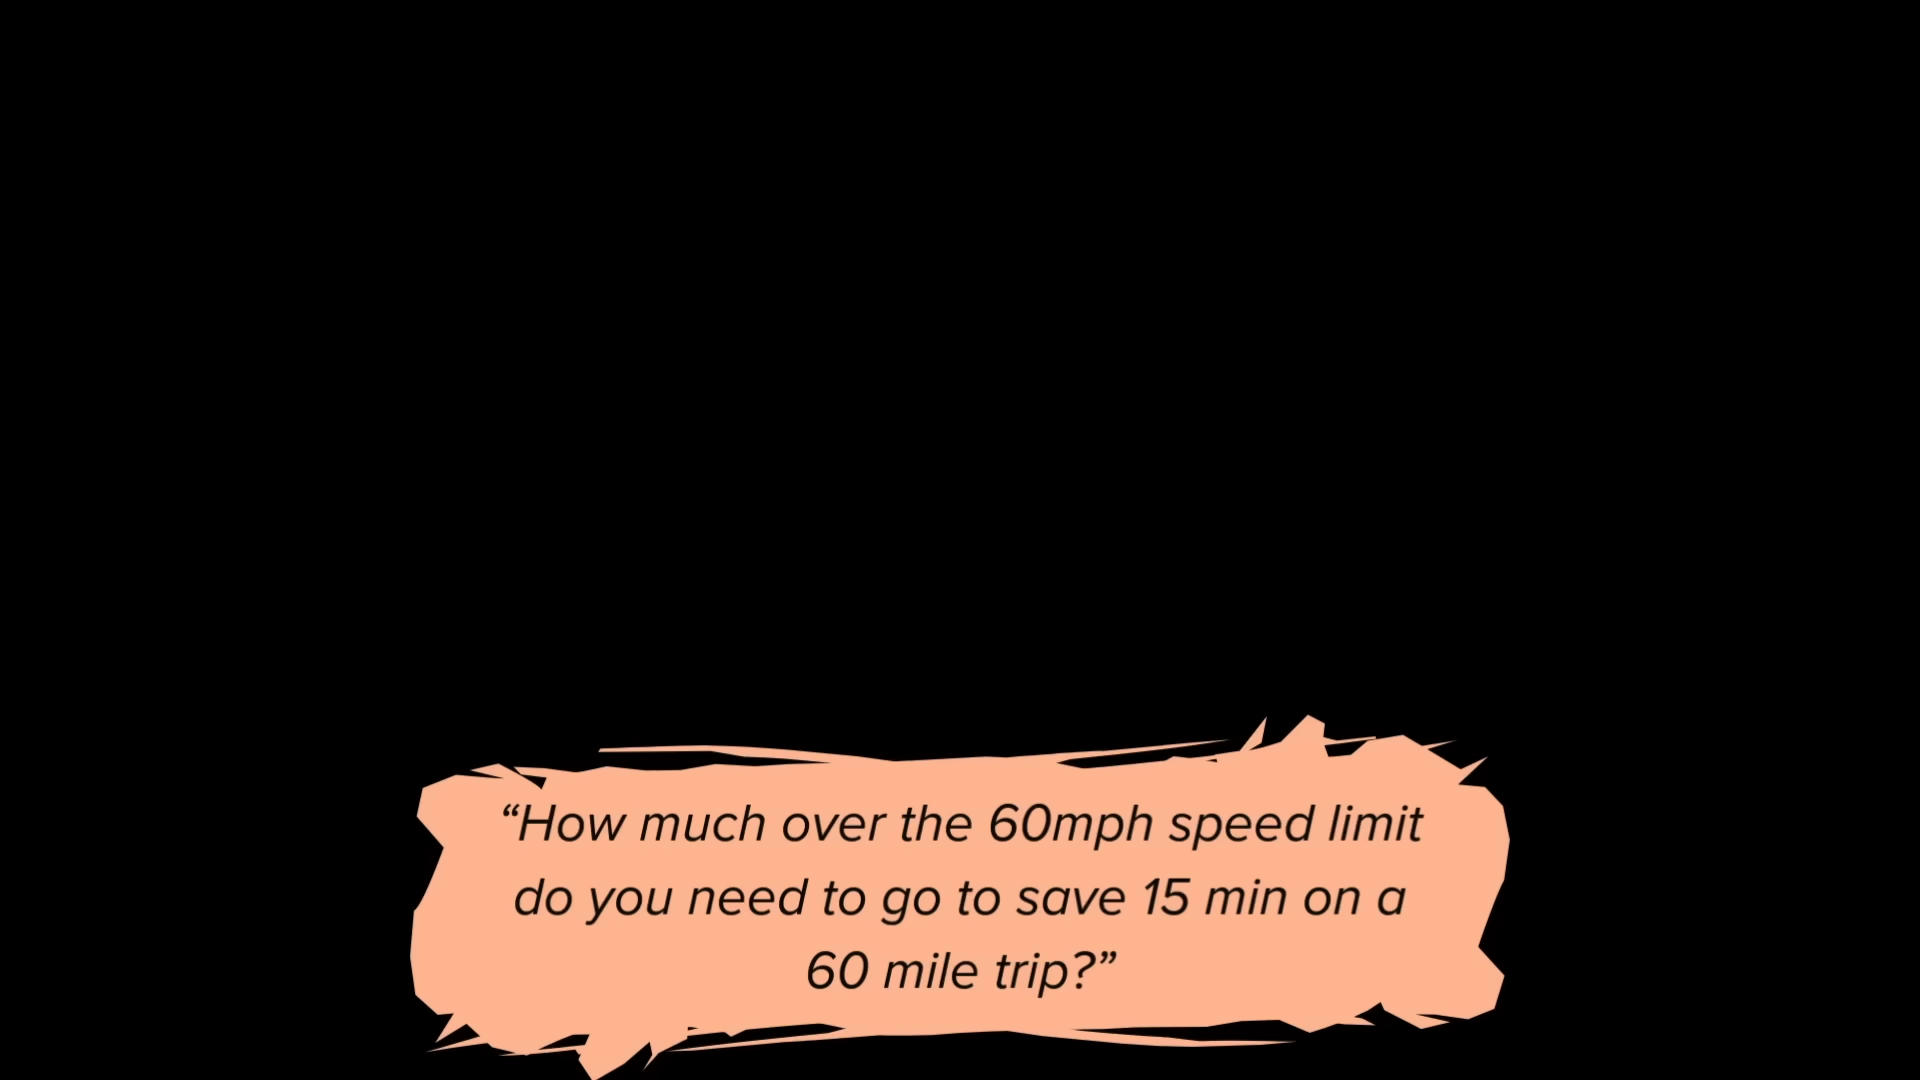 “How much over the 60mph speed limit
do you need to go to save 15 min on a
60 mile trip?”